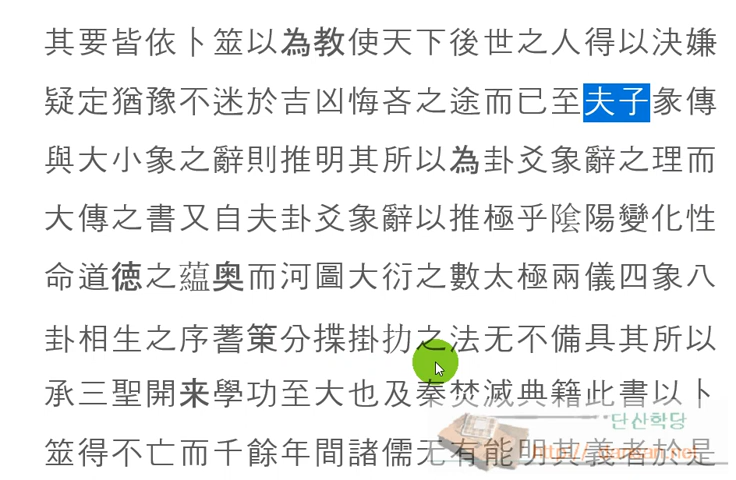 其要皆依卜筮以為教使天下後世之人得以決嫌
疑定猶豫不迷於吉凶悔吝之途而已至夫子彖傳
與大小象之辭則推明其所以為卦爻象辭之理而
大傳之書又自夫卦爻象辭以推極乎陰陽變化性
命道徳之蘊奥而河圖大衍之數太極兩儀四象八
卦相生之序蓍策分揲掛扐之法无不備具其所以
承三聖開来學功至大也及秦焚滅典籍此書以卜
筮得不亡而千餘年間諸儒无有能明其義者於是
단산학당